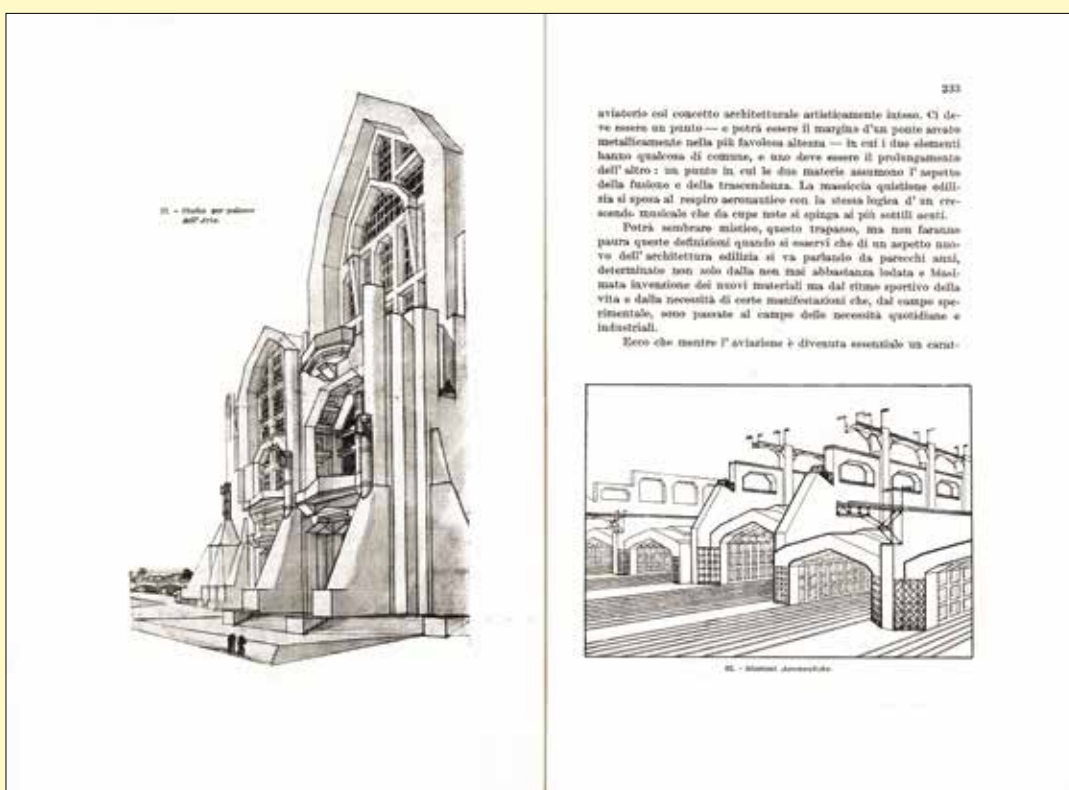 – Studio per palazzo
dell'Arte.
233
aviatorio col concetto architetturale artisticamente inteso. Ci de-
ve essere un punto — e potrà essere il margine d'un ponte arcato
metallicamente nella più favolosa altezza — in cui i due elementi
hanno qualcosa di comune, e uno deve essere il prolungamento
dell'altro: un punto in cui le due materie assumono l'aspetto
della fusione e della trascendenza. La massiccia quistione edili-
zia si sposa al respiro aeronautico con la stessa logica d'un cre-
scendo musicale che da cupe note si spinga ai più sottili acuti.
Potrà sembrare mistico, questo trapasso, ma non faranno
paura queste definizioni quando si osservi che di un aspetto nuo-
vo dell'architettura edilizia si va parlando da parecchi anni,
determinato non solo dalla non mai abbastanza lodata e biasi-
mata invenzione dei nuovi materiali ma dal ritmo sportivo della
vita e dalla necessità di certe manifestazioni che, dal campo spe-
rimentale, sono passate al campo delle necessità quotidiane e
industriali.
Ecco che mentre l'aviazione è divenuta essenziale un carat-